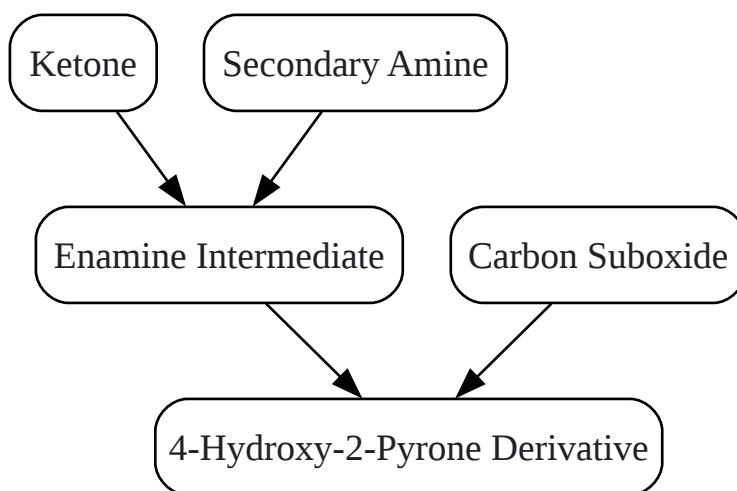 Ketone
Secondary Amine
Enamine Intermediate
Carbon Suboxide
4-Hydroxy-2-Pyrone Derivative